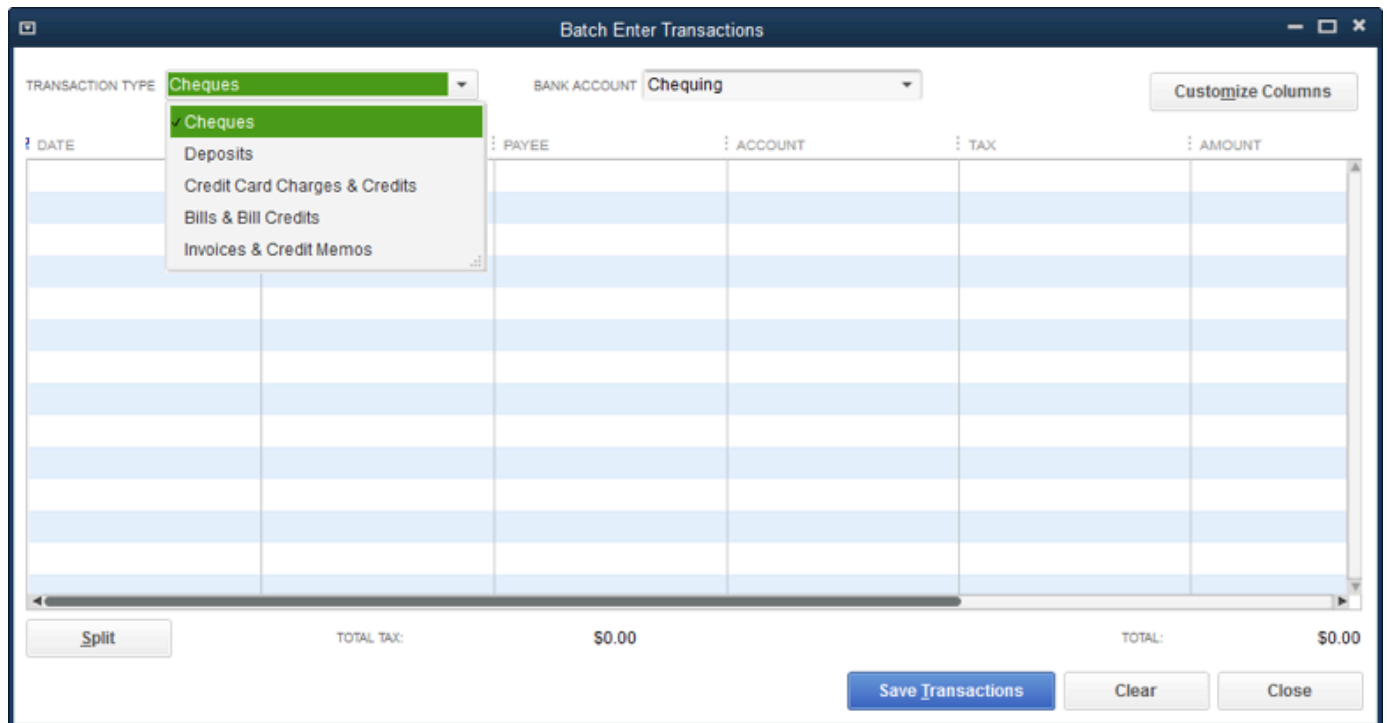 Batch Enter Transactions
TRANSACTION TYPE Cheques BANK ACCOUNT Chequing Customize Columns
Cheques
Deposits
Credit Card Charges & Credits
Bills & Bill Credits
Invoices & Credit Memos
DATE PAYEE ACCOUNT TAX AMOUNT
Split TOTAL TAX: $0.00 TOTAL: $0.00
Save Transactions Clear Close